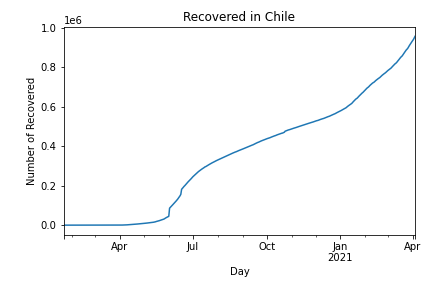 Recovered in Chile
1e6
1.0
0.8
0.6
0.4
0.2
0.0
Number of Recovered
Apr
Jul
Oct
Jan
Apr
2021
Day